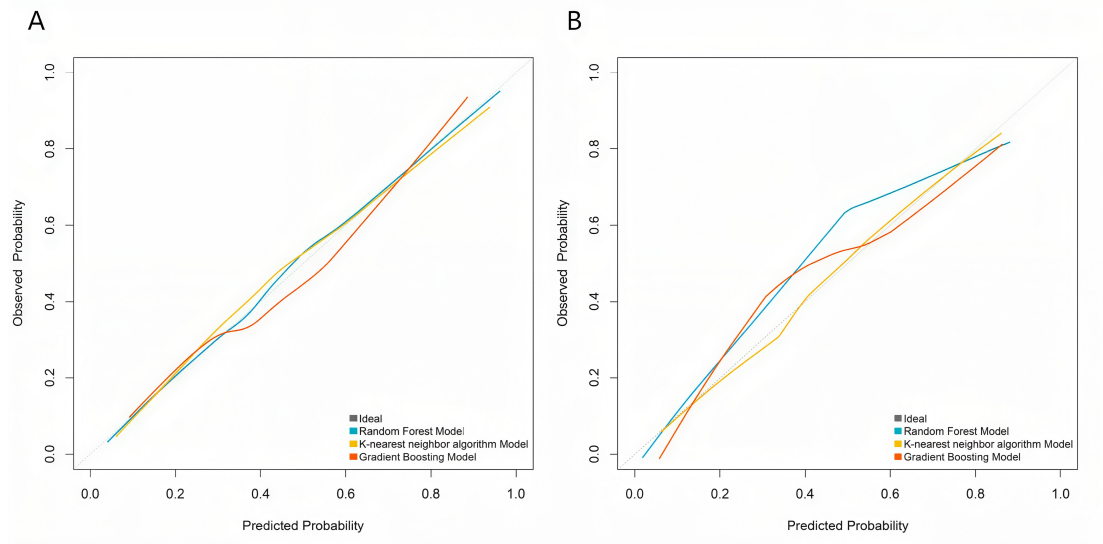 A
B
1.0
0.8
0.6
0.4
0.2
0.0
Observed Probability
Ideal
Random Forest Model
K-nearest neighbor algorithm Model
Gradient Boosting Model
0.0 0.2 0.4 0.6 0.8 1.0
Predicted Probability
1.0
0.8
0.6
0.4
0.2
0.0
Observed Probability
Ideal
Random Forest Model
K-nearest neighbor algorithm Model
Gradient Boosting Model
0.0 0.2 0.4 0.6 0.8 1.0
Predicted Probability